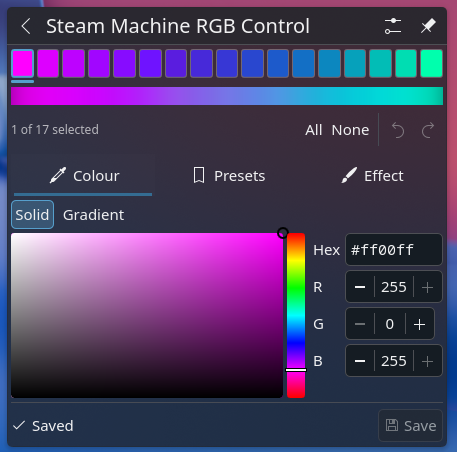 Steam Machine RGB Control
1 of 17 selected
All None
Colour Presets Effect
Solid Gradient
Hex #ff00ff
R 255
G 0
B 255
Saved Save